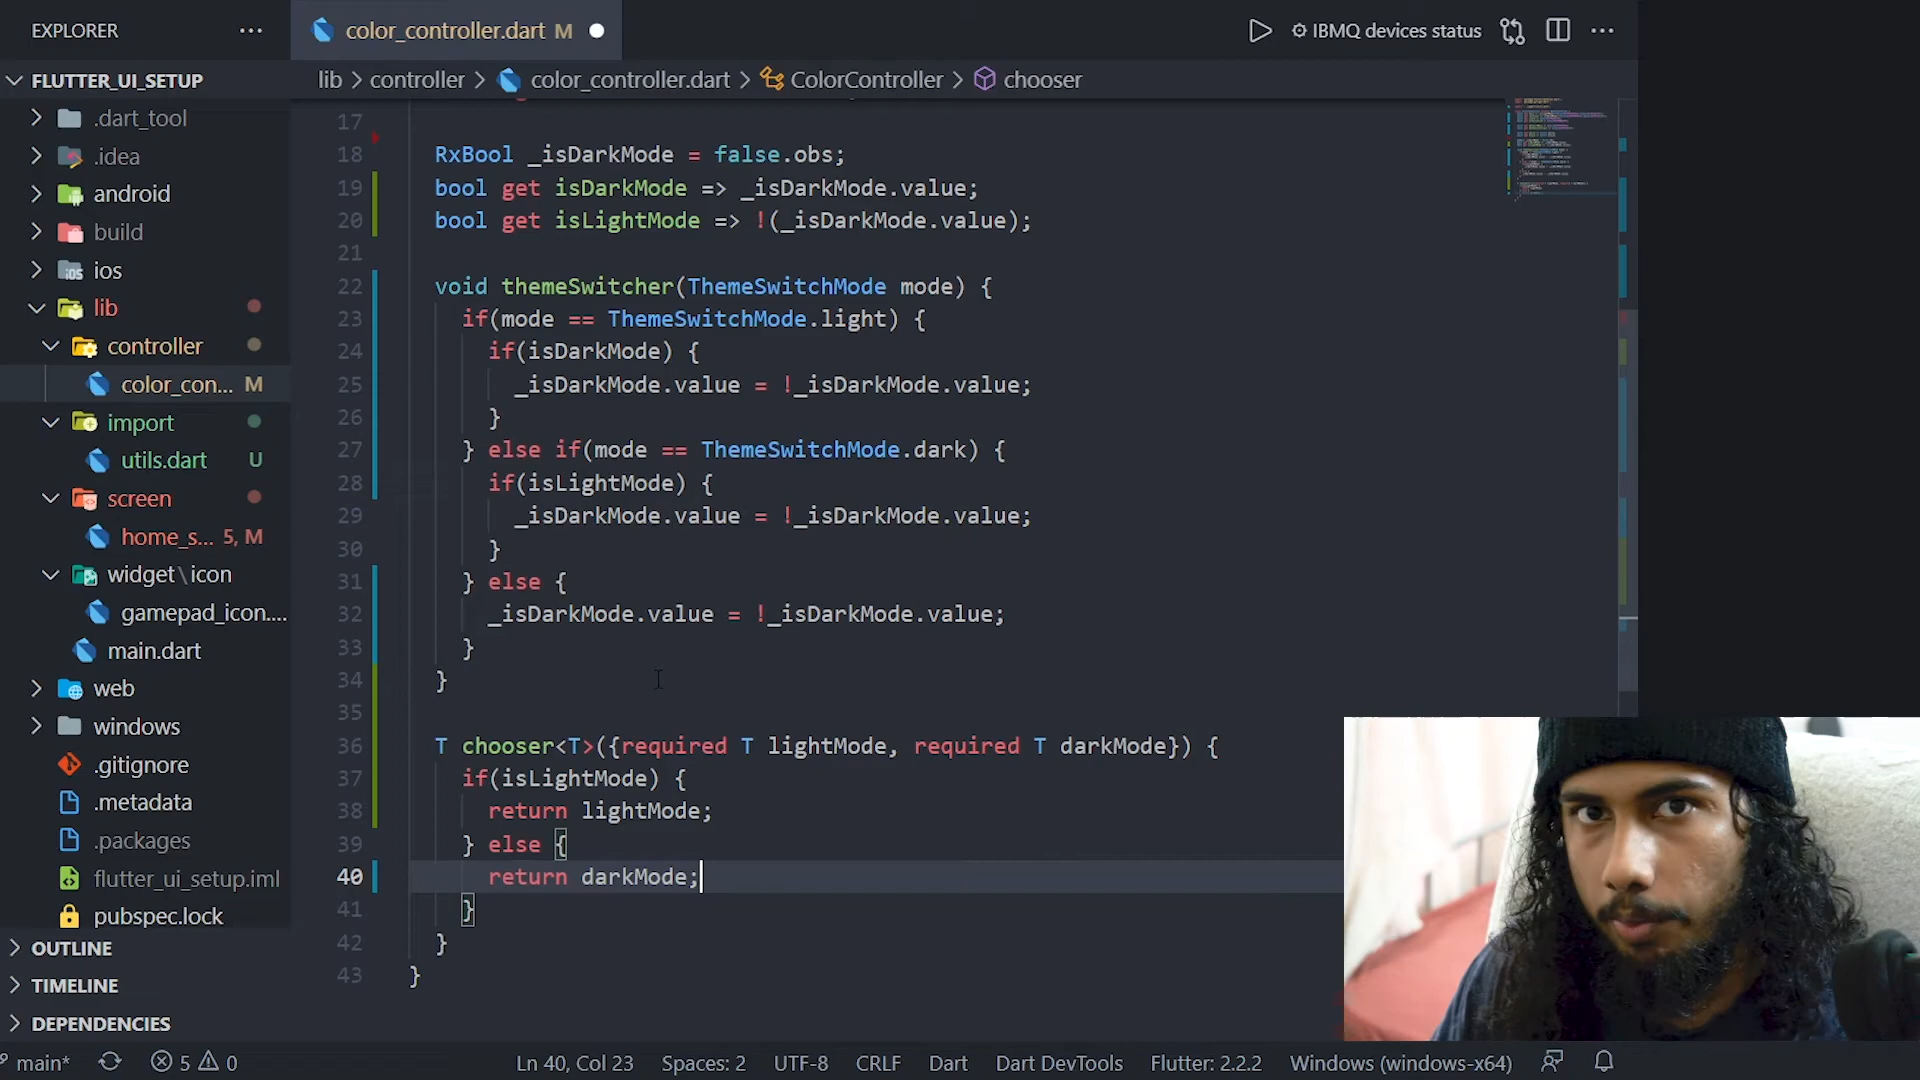 EXPLORER
FLUTTER_UI_SETUP
.dart_tool
.idea
android
build
ios
lib
controller
color_con... M
import
utils.dart U
screen
home_s... 5, M
widget\icon
gamepad_icon....
main.dart
web
windows
.gitignore
.metadata
.packages
flutter_ui_setup.iml
pubspec.lock
OUTLINE
TIMELINE
DEPENDENCIES
color_controller.dart M
IBMQ devices status
lib > controller > color_controller.dart > ColorController > chooser
17
18 RxBool _isDarkMode = false.obs;
19 bool get isDarkMode => _isDarkMode.value;
20 bool get isLightMode => !(_isDarkMode.value);
21
22 void themeSwitcher(ThemeSwitchMode mode) {
23 if(mode == ThemeSwitchMode.light) {
24 if(isDarkMode) {
25 _isDarkMode.value = !_isDarkMode.value;
26 }
27 } else if(mode == ThemeSwitchMode.dark) {
28 if(isLightMode) {
29 _isDarkMode.value = !_isDarkMode.value;
30 }
31 } else {
32 _isDarkMode.value = !_isDarkMode.value;
33 }
34 }
35
36 T chooser<T>({required T lightMode, required T darkMode}) {
37 if(isLightMode) {
38 return lightMode;
39 } else {
40 return darkMode;
41 }
42 }
43 }
main* 5 0 Ln 40, Col 23 Spaces: 2 UTF-8 CRLF Dart Dart DevTools Flutter: 2.2.2 Windows (windows-x64)